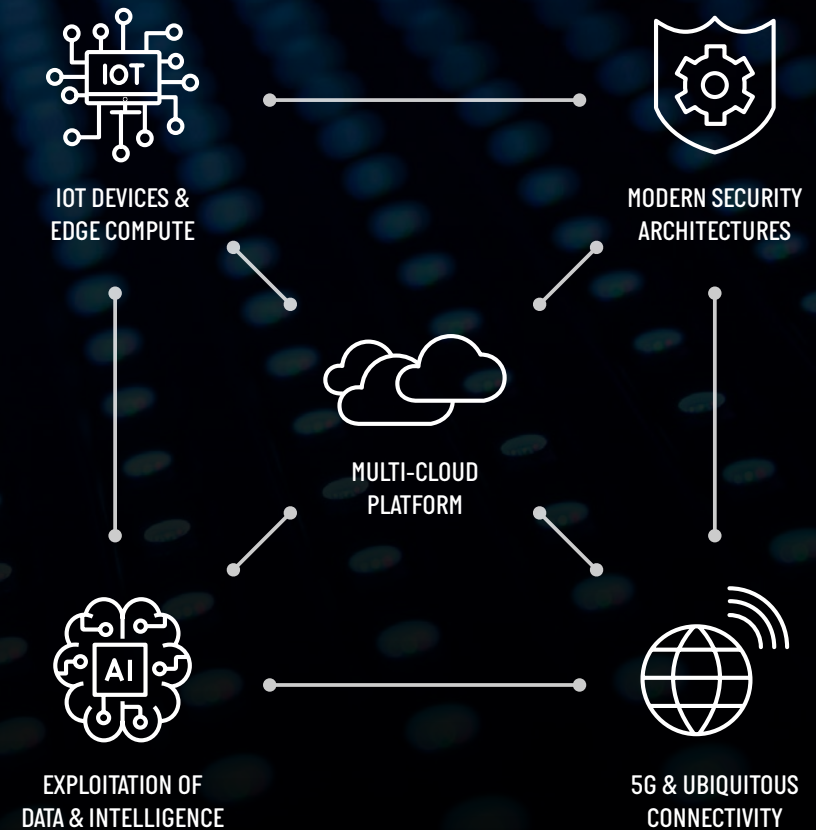 IOT
IOT DEVICES &
EDGE COMPUTE
MODERN SECURITY
ARCHITECTURES
MULTI-CLOUD
PLATFORM
AI
EXPLOITATION OF
DATA & INTELLIGENCE
5G & UBIQUITOUS
CONNECTIVITY